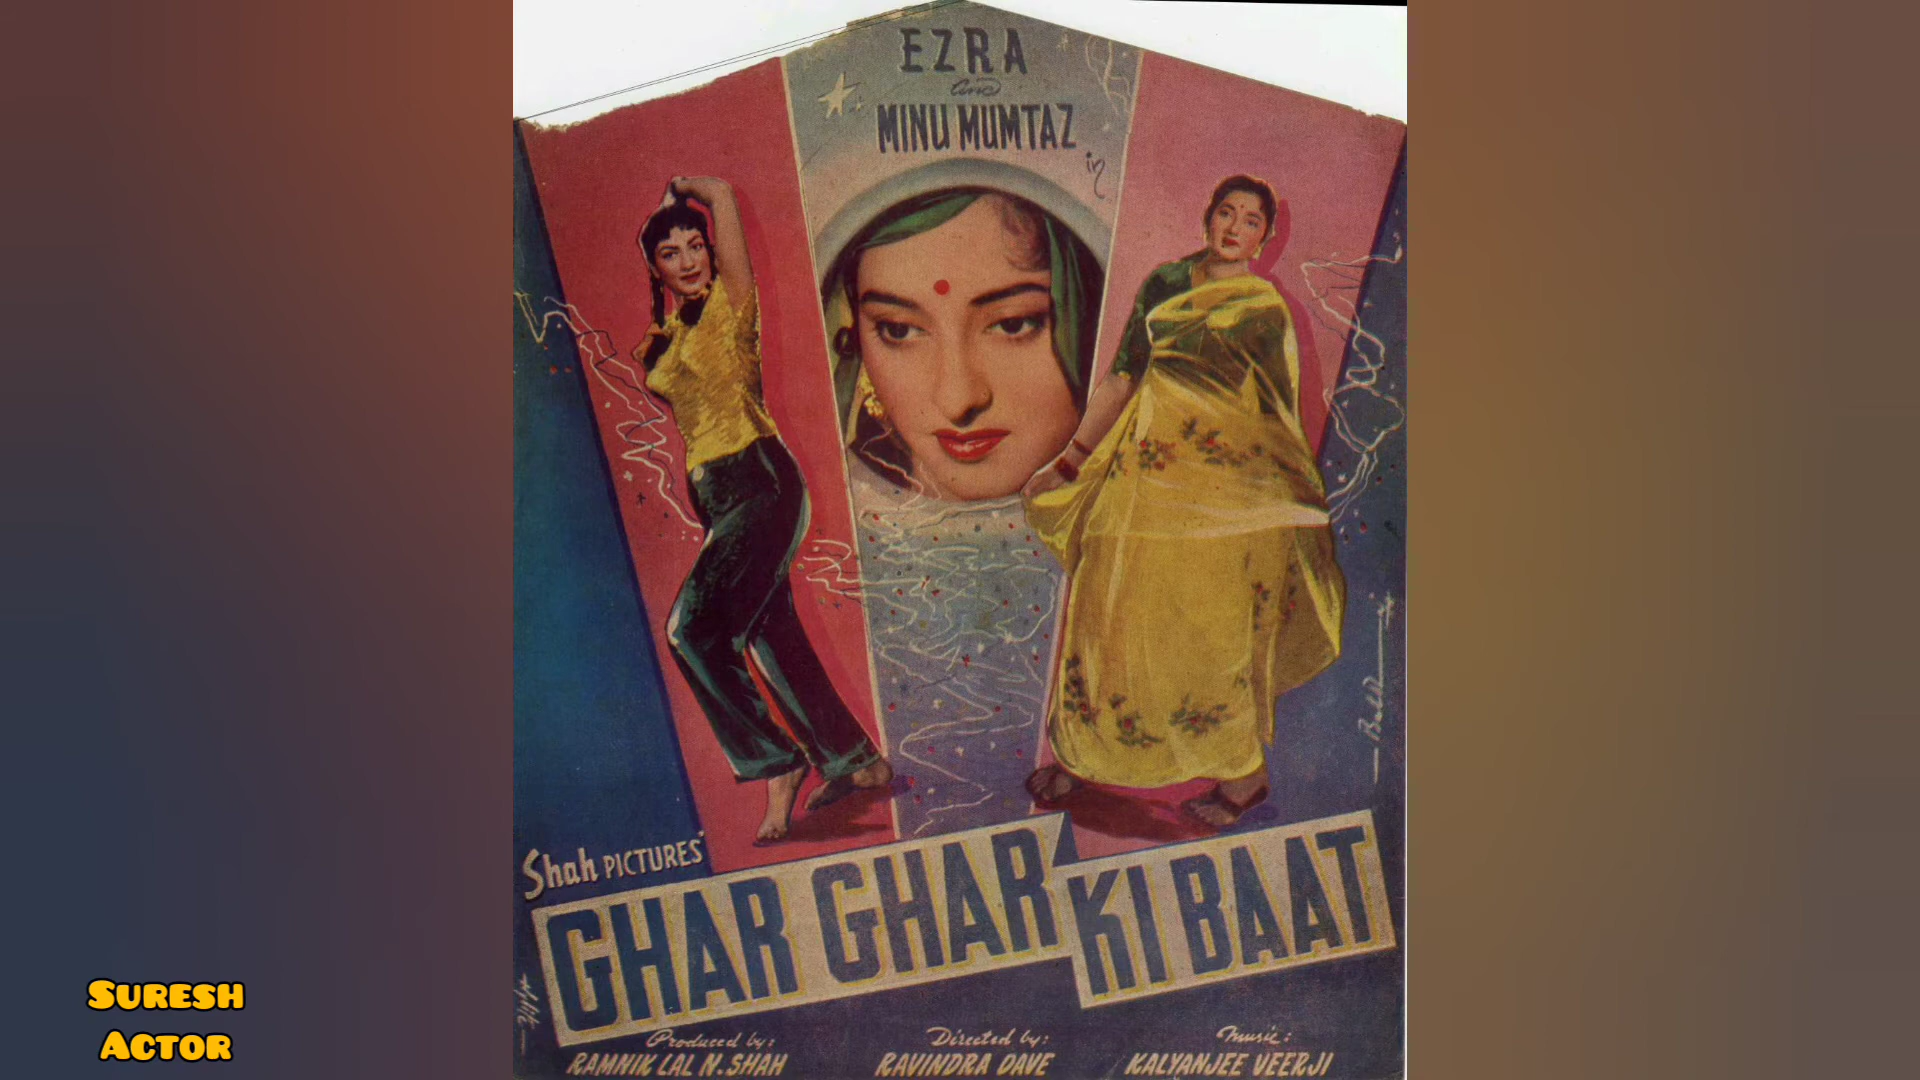 EZRA
and
MINU MUMTAZ
in
Shah PICTURES'
GHAR GHAR KI BAAT
Produced by:
RAMNIK LAL N. SHAH
Directed by:
RAVINDRA DAVE
Music:
KALYANJEE VEERJI
SURESH
ACTOR